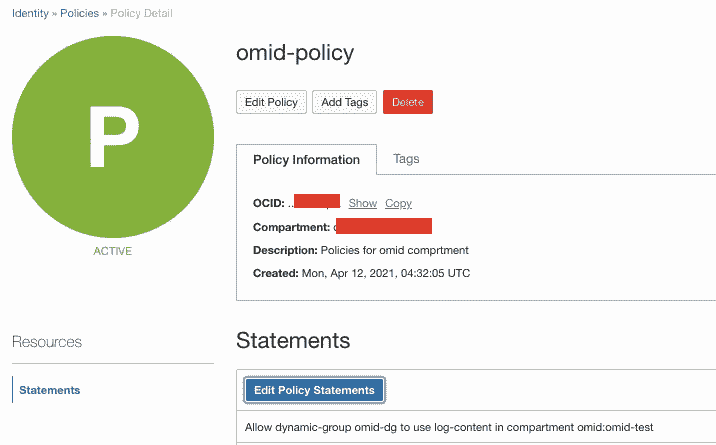 Identity » Policies » Policy Detail
P
ACTIVE
omid-policy
Edit Policy Add Tags Delete
Policy Information Tags
OCID: .. Show Copy
Compartment:
Description: Policies for omid comprtment
Created: Mon, Apr 12, 2021, 04:32:05 UTC
Resources
Statements
Statements
Edit Policy Statements
Allow dynamic-group omid-dg to use log-content in compartment omid:omid-test